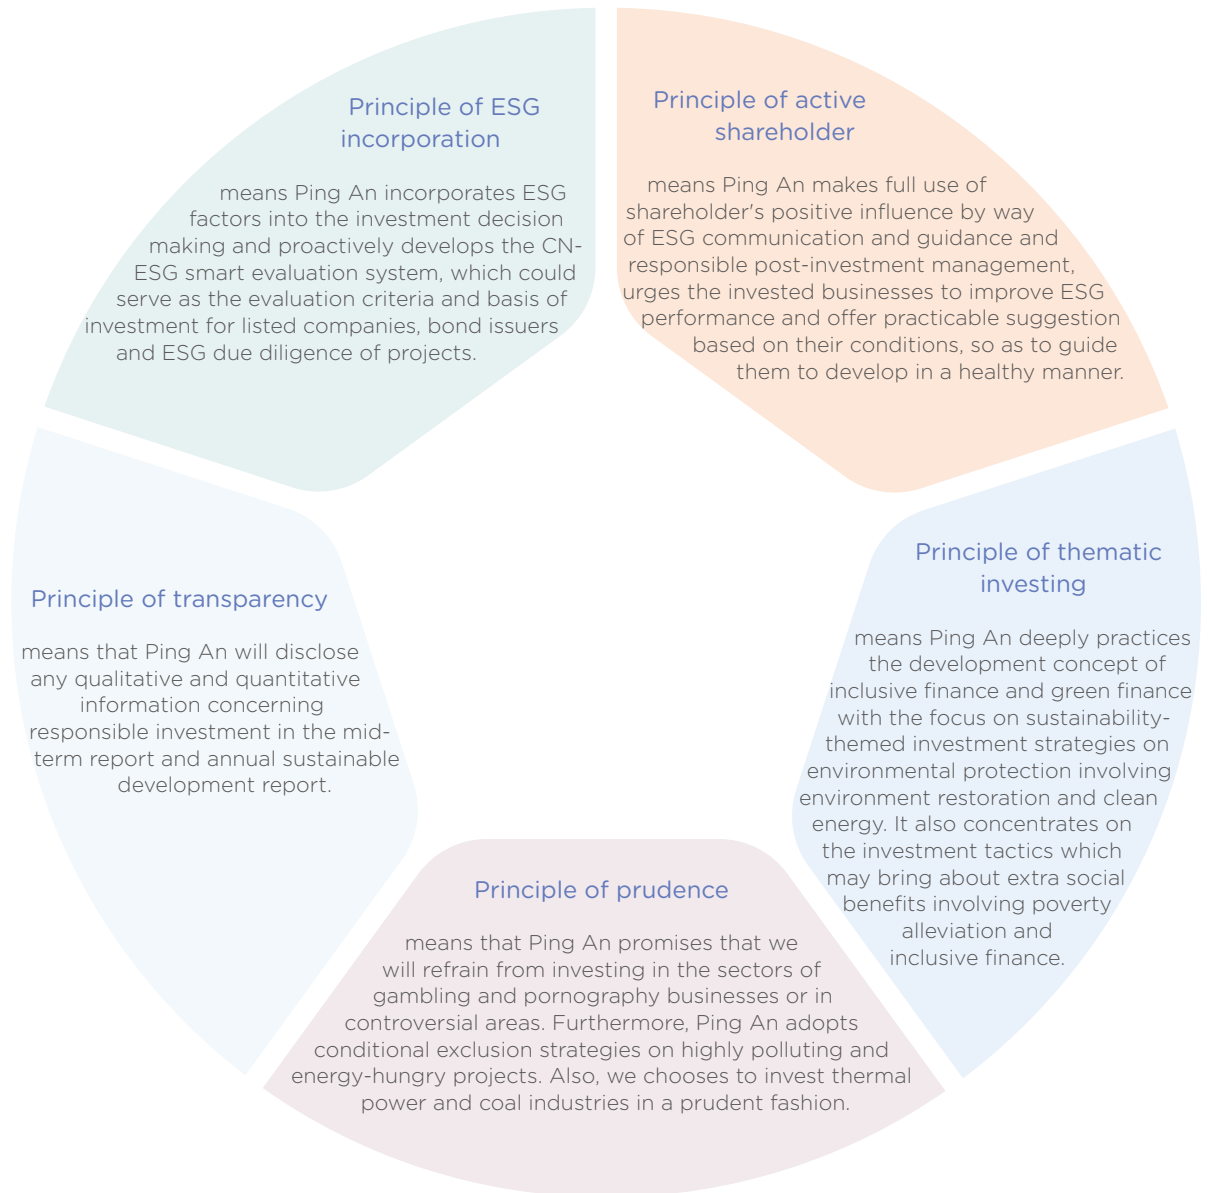 Principle of ESG
incorporation
means Ping An incorporates ESG
factors into the investment decision
making and proactively develops the CN-
ESG smart evaluation system, which could
serve as the evaluation criteria and basis of
investment for listed companies, bond issuers
and ESG due diligence of projects.
Principle of active
shareholder
means Ping An makes full use of
shareholder's positive influence by way
of ESG communication and guidance and
responsible post-investment management,
urges the invested businesses to improve ESG
performance and offer practicable suggestion
based on their conditions, so as to guide
them to develop in a healthy manner.
Principle of thematic
investing
means Ping An deeply practices
the development concept of
inclusive finance and green finance
with the focus on sustainability-
themed investment strategies on
environmental protection involving
environment restoration and clean
energy. It also concentrates on
the investment tactics which
may bring about extra social
benefits involving poverty
alleviation and
inclusive finance.
Principle of transparency
means that Ping An will disclose
any qualitative and quantitative
information concerning
responsible investment in the mid-
term report and annual sustainable
development report.
Principle of prudence
means that Ping An promises that we
will refrain from investing in the sectors of
gambling and pornography businesses or in
controversial areas. Furthermore, Ping An adopts
conditional exclusion strategies on highly polluting and
energy-hungry projects. Also, we chooses to invest thermal
power and coal industries in a prudent fashion.